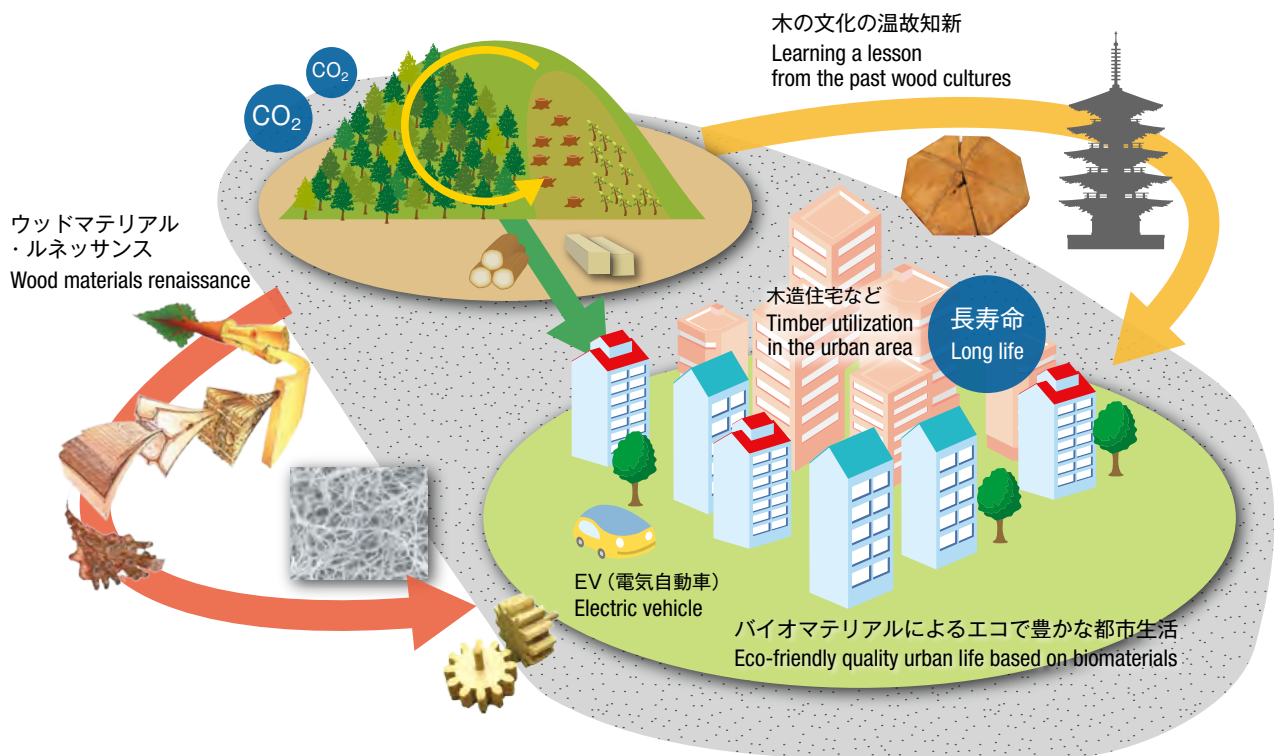 木の文化の温故知新
Learning a lesson
from the past wood cultures
CO₂
CO₂
ウッドマテリアル
・ルネッサンス
Wood materials renaissance
木造住宅など
Timber utilization
in the urban area
長寿命
Long life
EV（電気自動車）
Electric vehicle
バイオマテリアルによるエコで豊かな都市生活
Eco-friendly quality urban life based on biomaterials